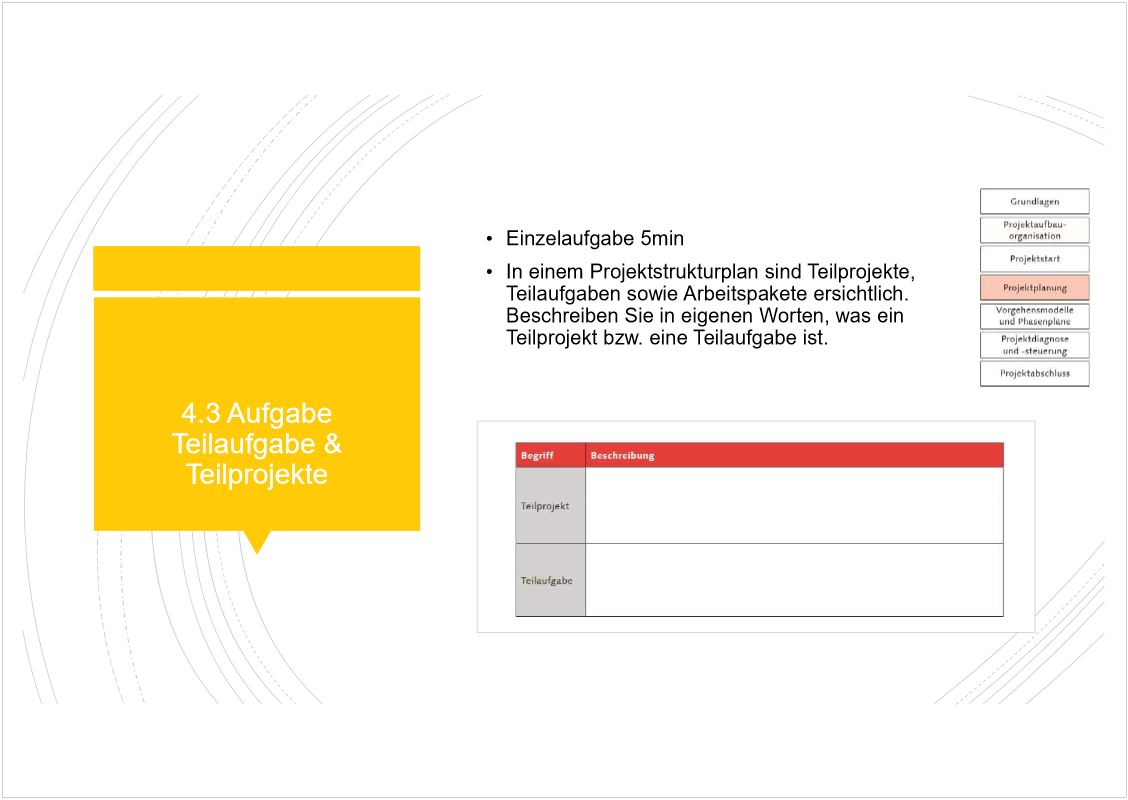 4.3 Aufgabe
Teilaufgabe &
Teilprojekte
• Einzelaufgabe 5min
• In einem Projektstrukturplan sind Teilprojekte,
Teilaufgaben sowie Arbeitspakete ersichtlich.
Beschreiben Sie in eigenen Worten, was ein
Teilprojekt bzw. eine Teilaufgabe ist.
Grundlagen
Projektaufbau-
organisation
Projektstart
Projektplanung
Vorgehensmodelle
und Phasenpläne
Projektdiagnose
und -steuerung
Projektabschluss
Begriff Beschreibung
Teilprojekt
Teilaufgabe